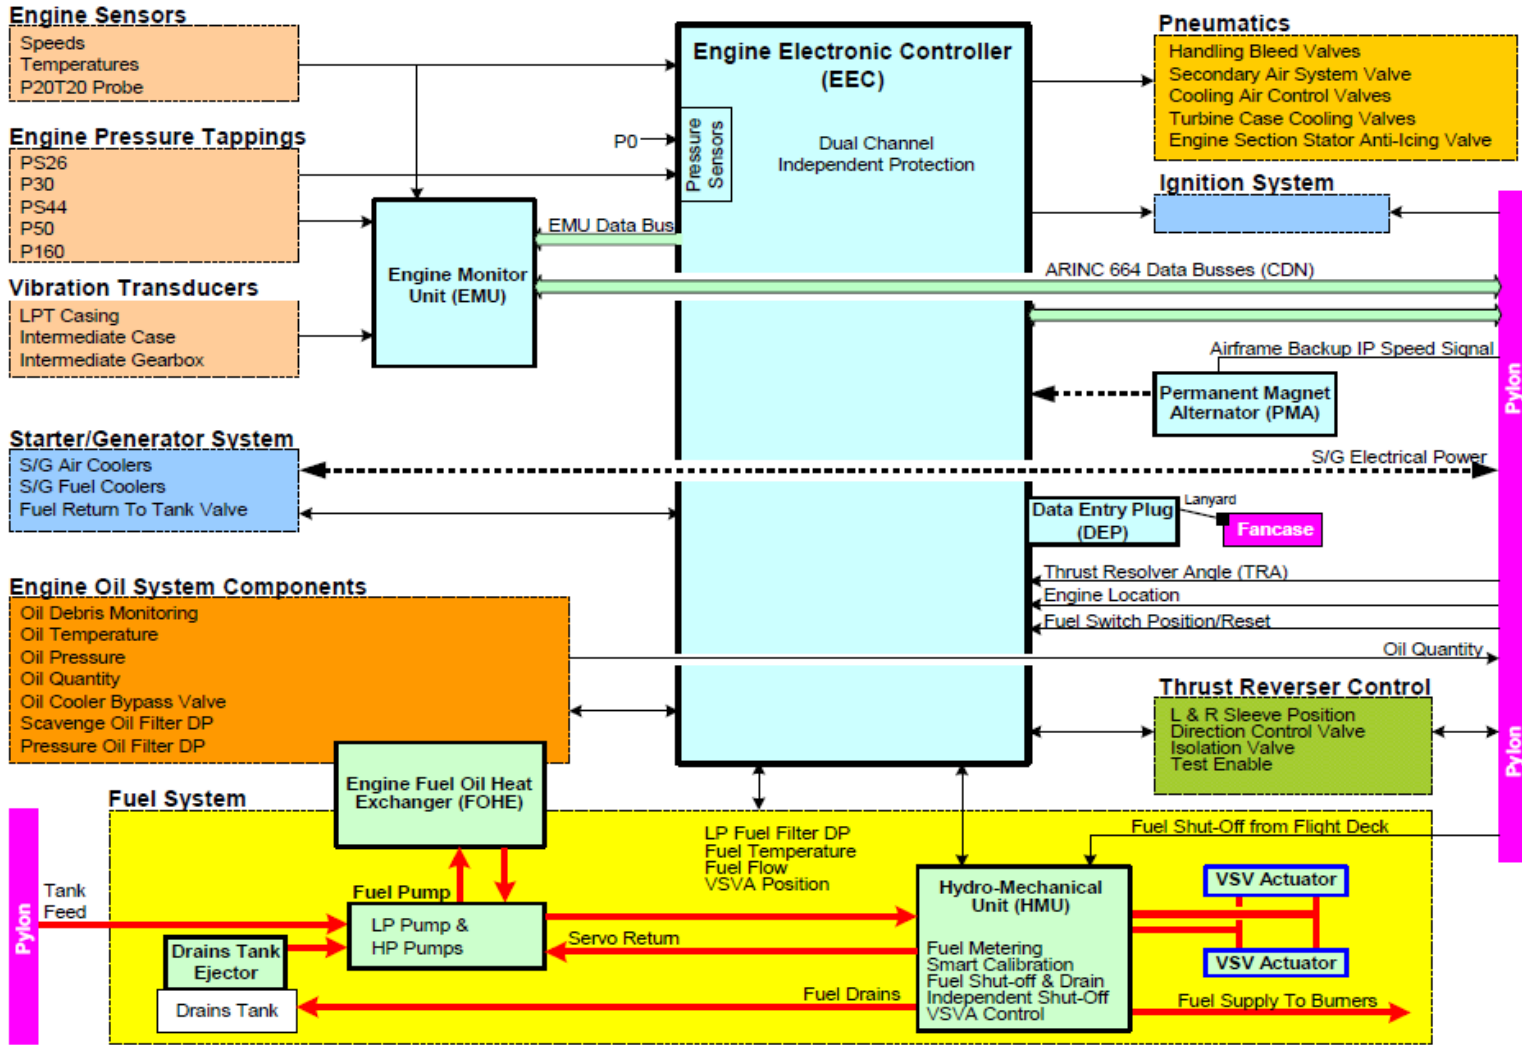 Engine Sensors
Speeds
Temperatures
P20T20 Probe
Engine Pressure Tappings
PS26
P30
PS44
P50
P160
Vibration Transducers
LPT Casing
Intermediate Case
Intermediate Gearbox
Starter/Generator System
S/G Air Coolers
S/G Fuel Coolers
Fuel Return To Tank Valve
Engine Oil System Components
Oil Debris Monitoring
Oil Temperature
Oil Pressure
Oil Quantity
Oil Cooler Bypass Valve
Scavenge Oil Filter DP
Pressure Oil Filter DP
Engine Monitor
Unit (EMU)
EMU Data Bus
P0
Pressure
Sensors
Engine Electronic Controller
(EEC)
Dual Channel
Independent Protection
Pneumatics
Handling Bleed Valves
Secondary Air System Valve
Cooling Air Control Valves
Turbine Case Cooling Valves
Engine Section Stator Anti-Icing Valve
Ignition System
ARINC 664 Data Busses (CDN)
Airframe Backup IP Speed Signal
Permanent Magnet
Alternator (PMA)
Pylon
S/G Electrical Power
Data Entry Plug
(DEP)
Lanyard
Fancase
Thrust Resolver Angle (TRA)
Engine Location
Fuel Switch Position/Reset
Oil Quantity
Thrust Reverser Control
L & R Sleeve Position
Direction Control Valve
Isolation Valve
Test Enable
Pylon
Fuel System
Engine Fuel Oil Heat
Exchanger (FOHE)
LP Fuel Filter DP
Fuel Temperature
Fuel Flow
VSVA Position
Fuel Shut-Off from Flight Deck
Pylon
Tank
Feed
Fuel Pump
LP Pump &
HP Pumps
Drains Tank
Ejector
Drains Tank
Servo Return
Fuel Drains
Hydro-Mechanical
Unit (HMU)
Fuel Metering
Smart Calibration
Fuel Shut-off & Drain
Independent Shut-Off
VSVA Control
VSV Actuator
VSV Actuator
Fuel Supply To Burners